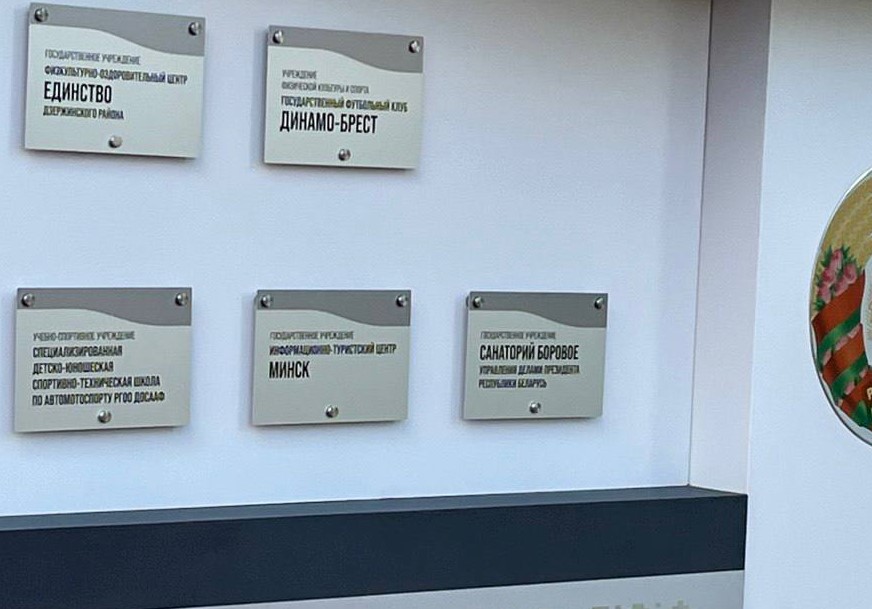 ГОСУДАРСТВЕННОЕ УЧРЕЖДЕНИЕ
ФИЗКУЛЬТУРНО-ОЗДОРОВИТЕЛЬНЫЙ ЦЕНТР
ЕДИНСТВО
ДЗЕРЖИНСКОГО РАЙОНА
УЧРЕЖДЕНИЕ
ФИЗИЧЕСКОЙ КУЛЬТУРЫ И СПОРТА
ГОСУДАРСТВЕННЫЙ ФУТБОЛЬНЫЙ КЛУБ
ДИНАМО-БРЕСТ
УЧЕБНО-СПОРТИВНОЕ УЧРЕЖДЕНИЕ
СПЕЦИАЛИЗИРОВАННАЯ
ДЕТСКО-ЮНОШЕСКАЯ
СПОРТИВНО-ТЕХНИЧЕСКАЯ ШКОЛА
ПО АВТОМОТОСПОРТУ РГОО ДОСААФ
ГОСУДАРСТВЕННОЕ УЧРЕЖДЕНИЕ
ИНФОРМАЦИОННО-ТУРИСТСКИЙ ЦЕНТР
МИНСК
ГОСУДАРСТВЕННОЕ УЧРЕЖДЕНИЕ
САНАТОРИЙ БОРОВОЕ
УПРАВЛЕНИЯ ДЕЛАМИ ПРЕЗИДЕНТА
РЕСПУБЛИКИ БЕЛАРУСЬ